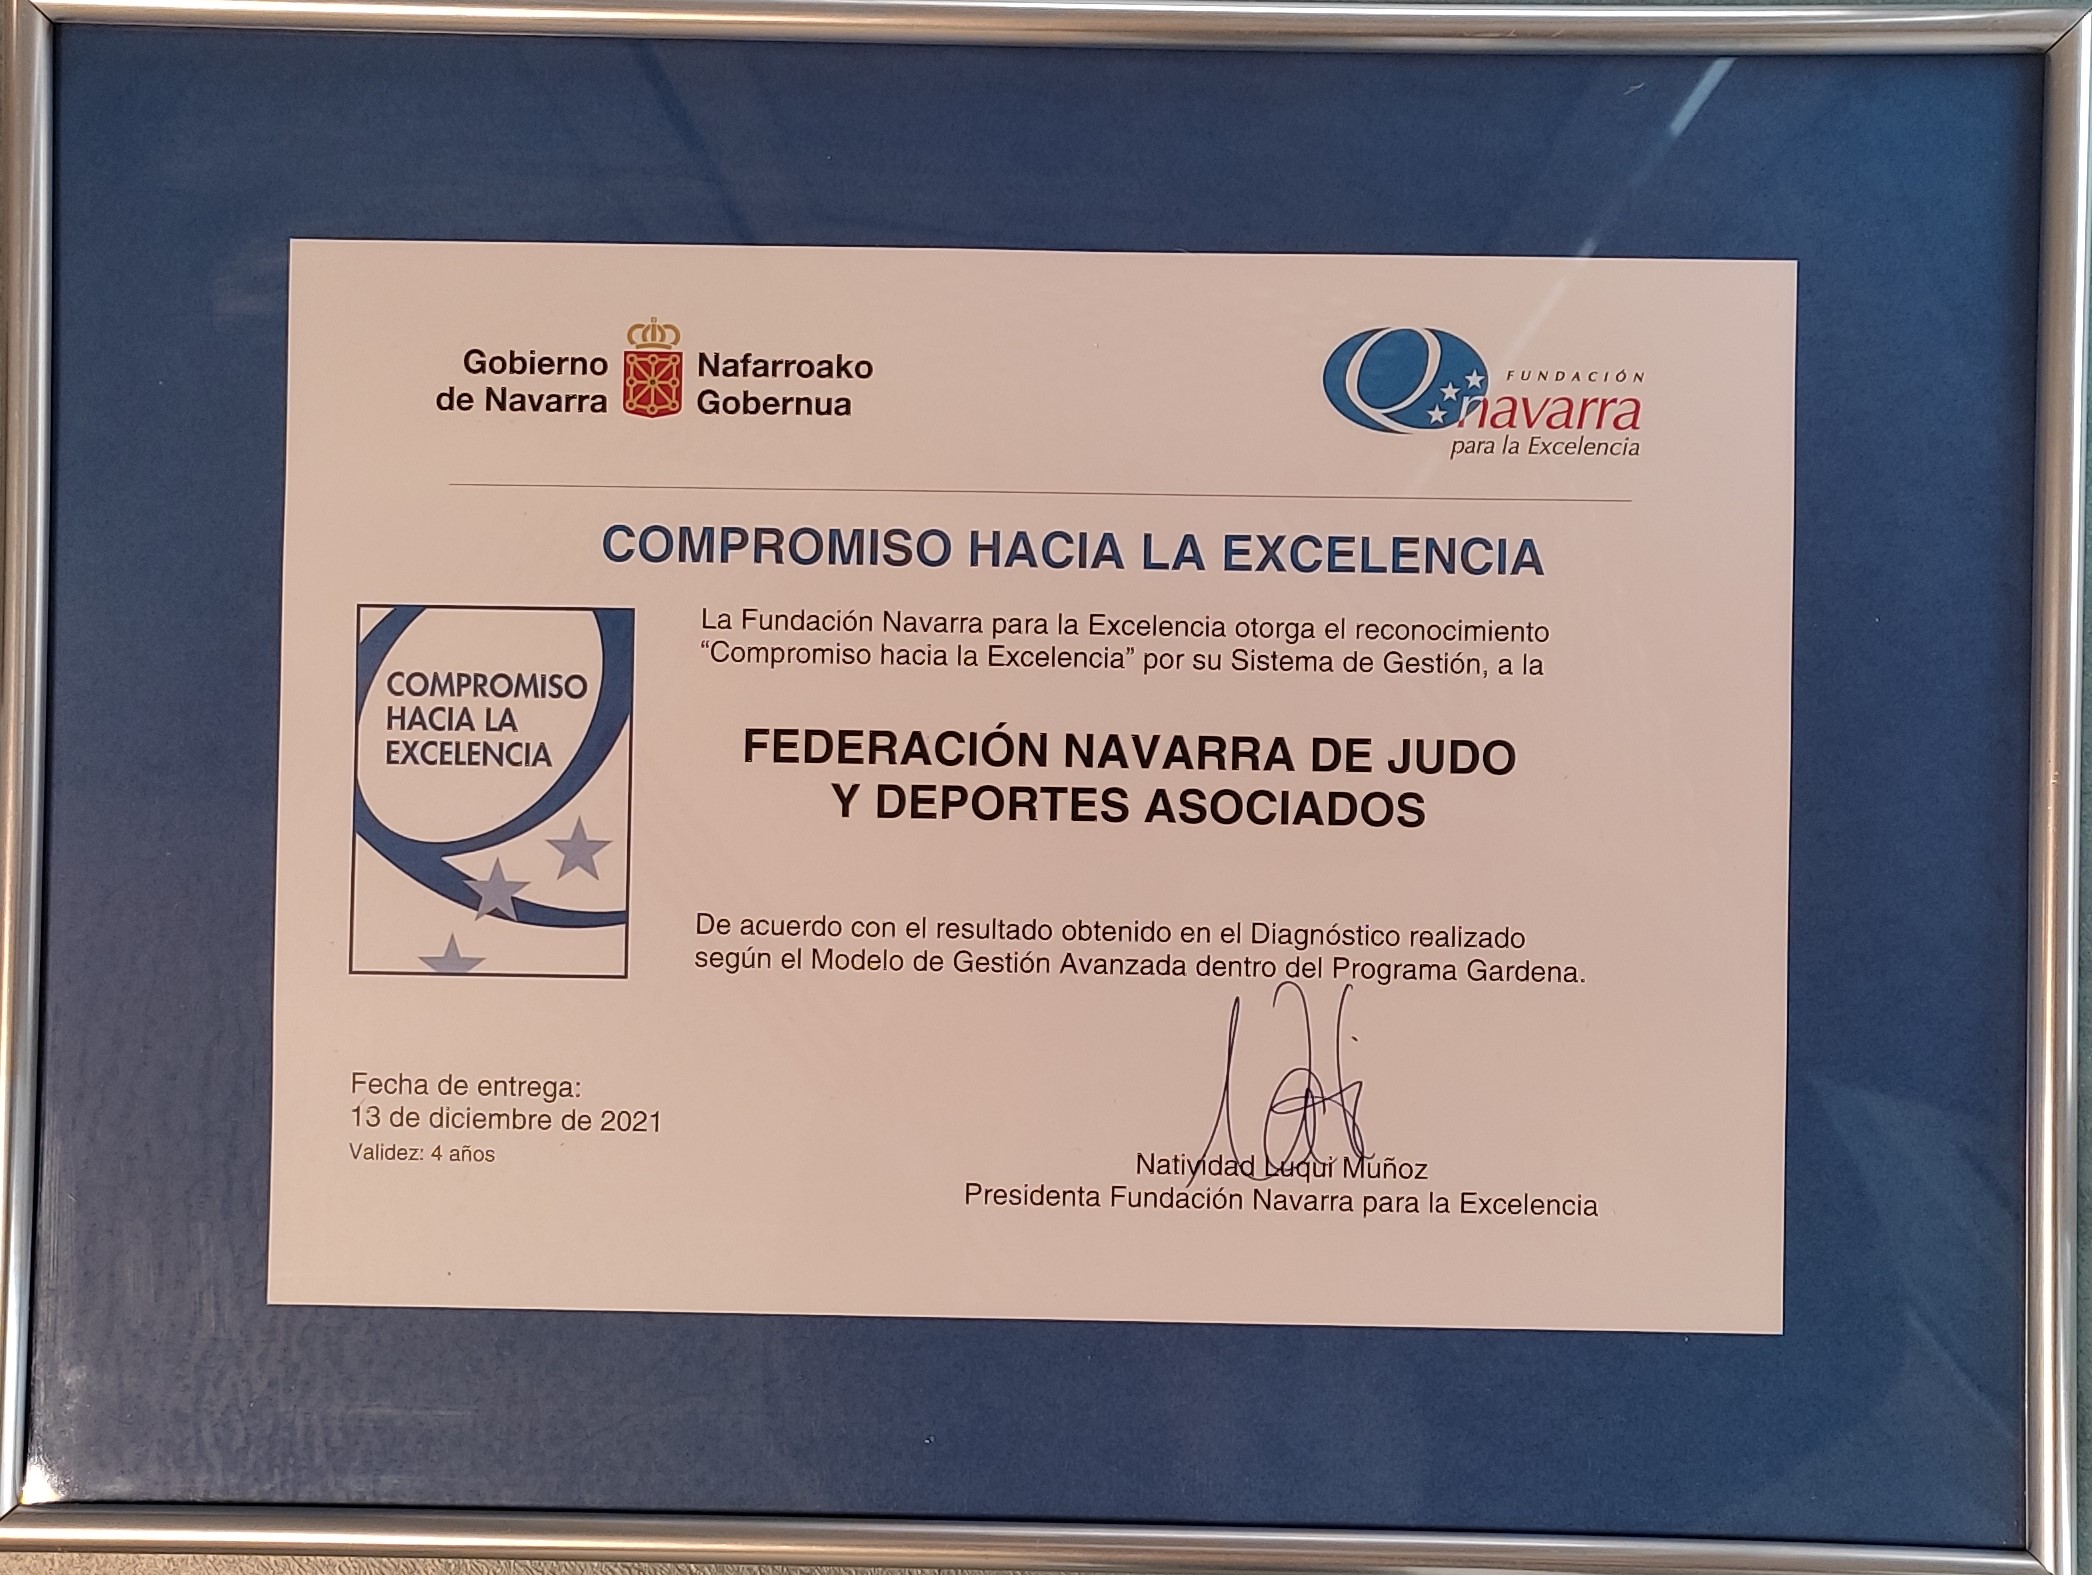 Gobierno
de Navarra
Nafarroako
Gobernua
FUNDACIÓN
navarra
para la Excelencia
COMPROMISO HACIA LA EXCELENCIA
COMPROMISO
HACIA LA
EXCELENCIA
La Fundación Navarra para la Excelencia otorga el reconocimiento
“Compromiso hacia la Excelencia” por su Sistema de Gestión, a la
FEDERACIÓN NAVARRA DE JUDO
Y DEPORTES ASOCIADOS
De acuerdo con el resultado obtenido en el Diagnóstico realizado
según el Modelo de Gestión Avanzada dentro del Programa Gardena.
Fecha de entrega:
13 de diciembre de 2021
Validez: 4 años
Natividad Luqui Muñoz
Presidenta Fundación Navarra para la Excelencia